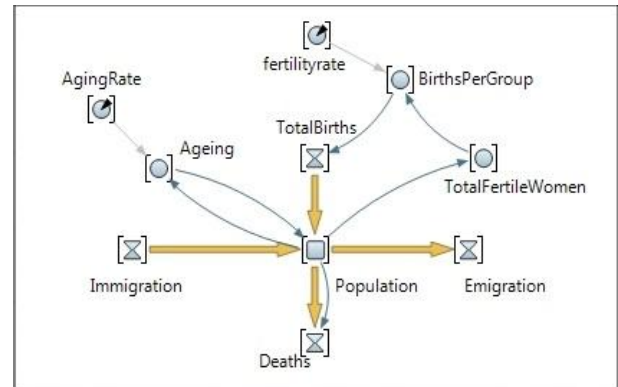 fertilityrate
AgingRate
BirthsPerGroup
TotalBirths
Ageing
TotalFertileWomen
Immigration
Population
Emigration
Deaths